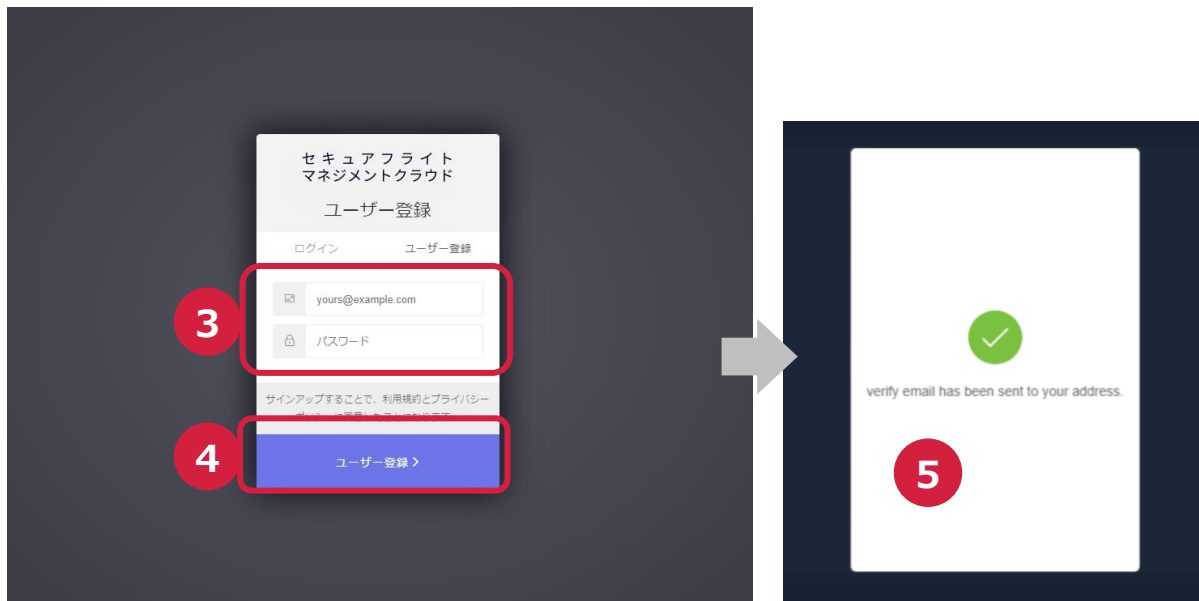 セキュアフライト
マネジメントクラウド
ユーザー登録
ログイン ユーザー登録
3
yours@example.com
パスワード
サインアップすることで、利用規約とプライバシー
4
ユーザー登録 >
verify email has been sent to your address.
5